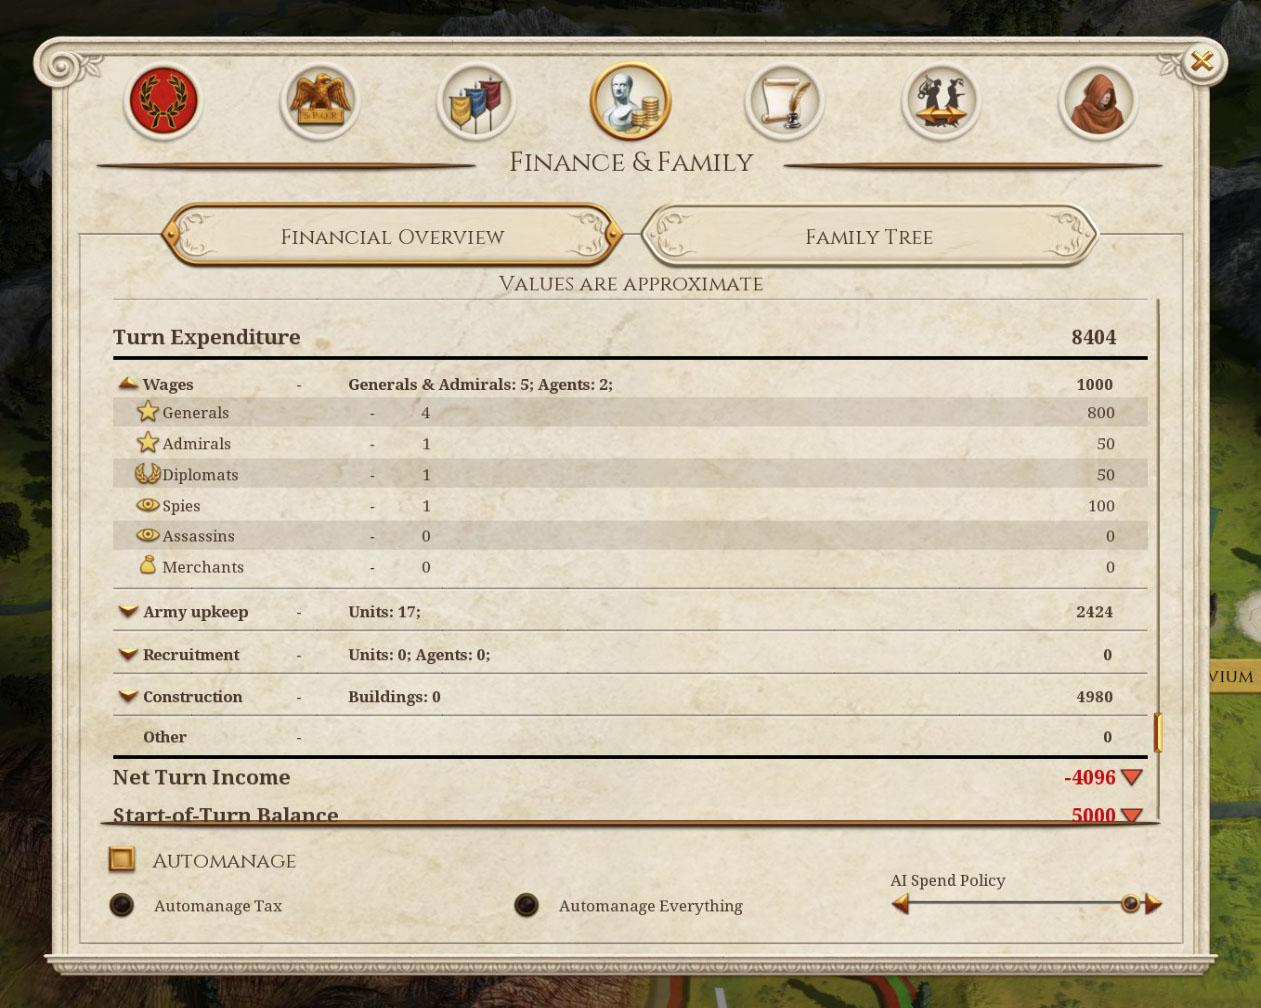 S·P·Q·R
Finance & Family
Financial Overview
Family Tree
Values are approximate
Turn Expenditure 8404
Wages - Generals & Admirals: 5; Agents: 2; 1000
Generals - 4 800
Admirals - 1 50
Diplomats - 1 50
Spies - 1 100
Assassins - 0 0
Merchants - 0 0
Army upkeep - Units: 17; 2424
Recruitment - Units: 0; Agents: 0; 0
VIUM
Construction - Buildings: 0 4980
Other - 0
Net Turn Income -4096
Start-of-Turn Balance 5000
Automanage
AI Spend Policy
Automanage Tax
Automanage Everything